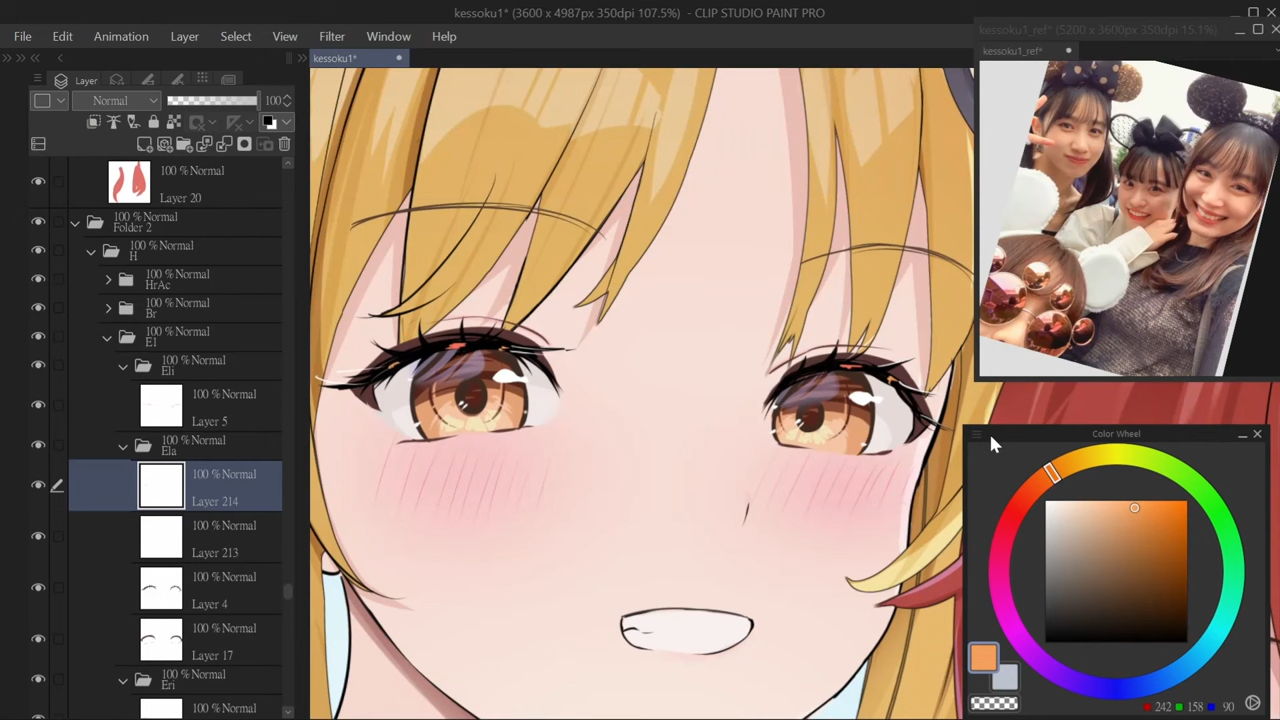 kessoku1* (3600 x 4987px 350dpi 107.5%) - CLIP STUDIO PAINT PRO
File Edit Animation Layer Select View Filter Window Help
kessoku1_ref* (5200 x 3600px 350dpi 15.1%)
kessoku1_ref*
kessoku1*
Layer
Normal 100
100 % Normal
Layer 20
100 % Normal
Folder 2
100 % Normal
H
100 % Normal
HrAc
100 % Normal
Br
100 % Normal
E1
100 % Normal
Eli
100 % Normal
Layer 5
100 % Normal
Ela
100 % Normal
Layer 214
100 % Normal
Layer 213
100 % Normal
Layer 4
100 % Normal
Layer 17
100 % Normal
Eri
100 % Normal
Color Wheel
242 158 90